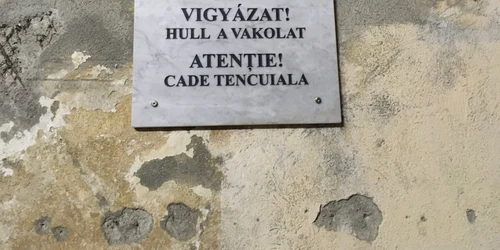 VIGYÁZAT!
HULL A VAKOLAT
ATENȚIE!
CADE TENCUIALA